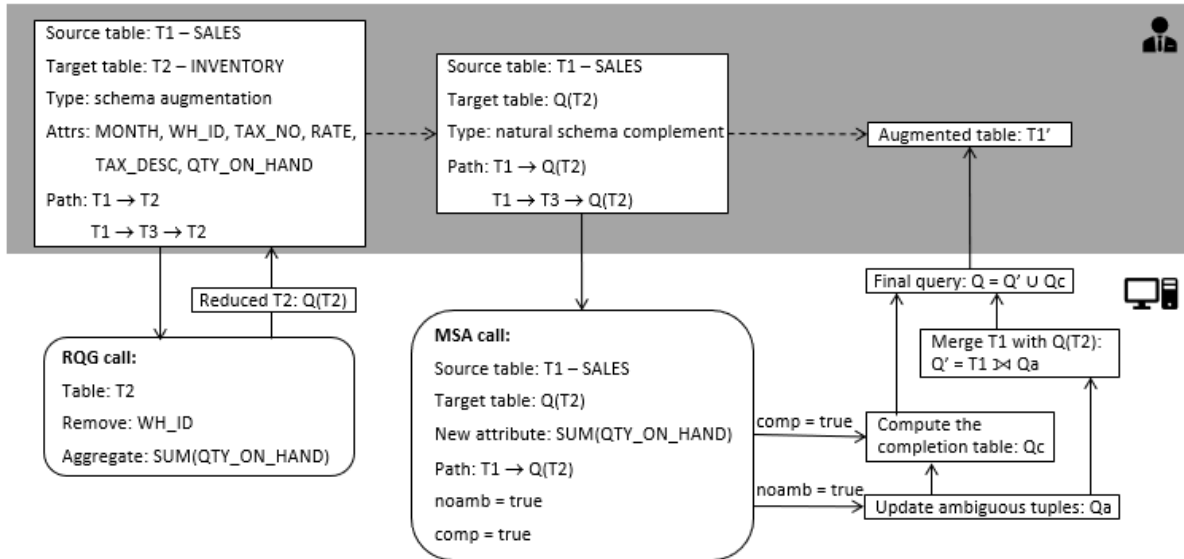 Source table: T1 – SALES
Target table: T2 – INVENTORY
Type: schema augmentation
Attrs: MONTH, WH_ID, TAX_NO, RATE,
TAX_DESC, QTY_ON_HAND
Path: T1 → T2
T1 → T3 → T2
Source table: T1 – SALES
Target table: Q(T2)
Type: natural schema complement
Path: T1 → Q(T2)
T1 → T3 → Q(T2)
Augmented table: T1’
Reduced T2: Q(T2)
RQG call:
Table: T2
Remove: WH_ID
Aggregate: SUM(QTY_ON_HAND)
MSA call:
Source table: T1 – SALES
Target table: Q(T2)
New attribute: SUM(QTY_ON_HAND)
Path: T1 → Q(T2)
noamb = true
comp = true
comp = true
noamb = true
Final query: Q = Q’ ∪ Qc
Merge T1 with Q(T2):
Q’ = T1 ⟕ Qa
Compute the
completion table: Qc
Update ambiguous tuples: Qa